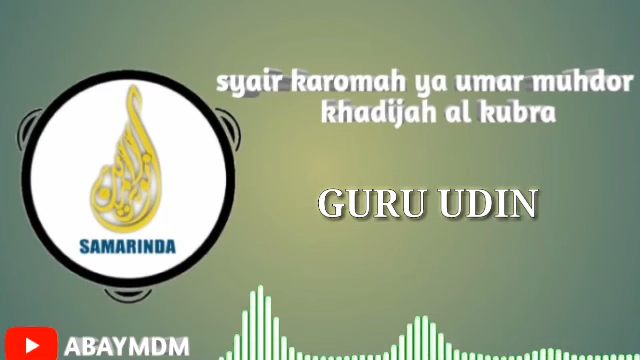 syair karomah ya umar muhdor
khadijah al kubra
GURU UDIN
SAMARINDA
ABAYMDM